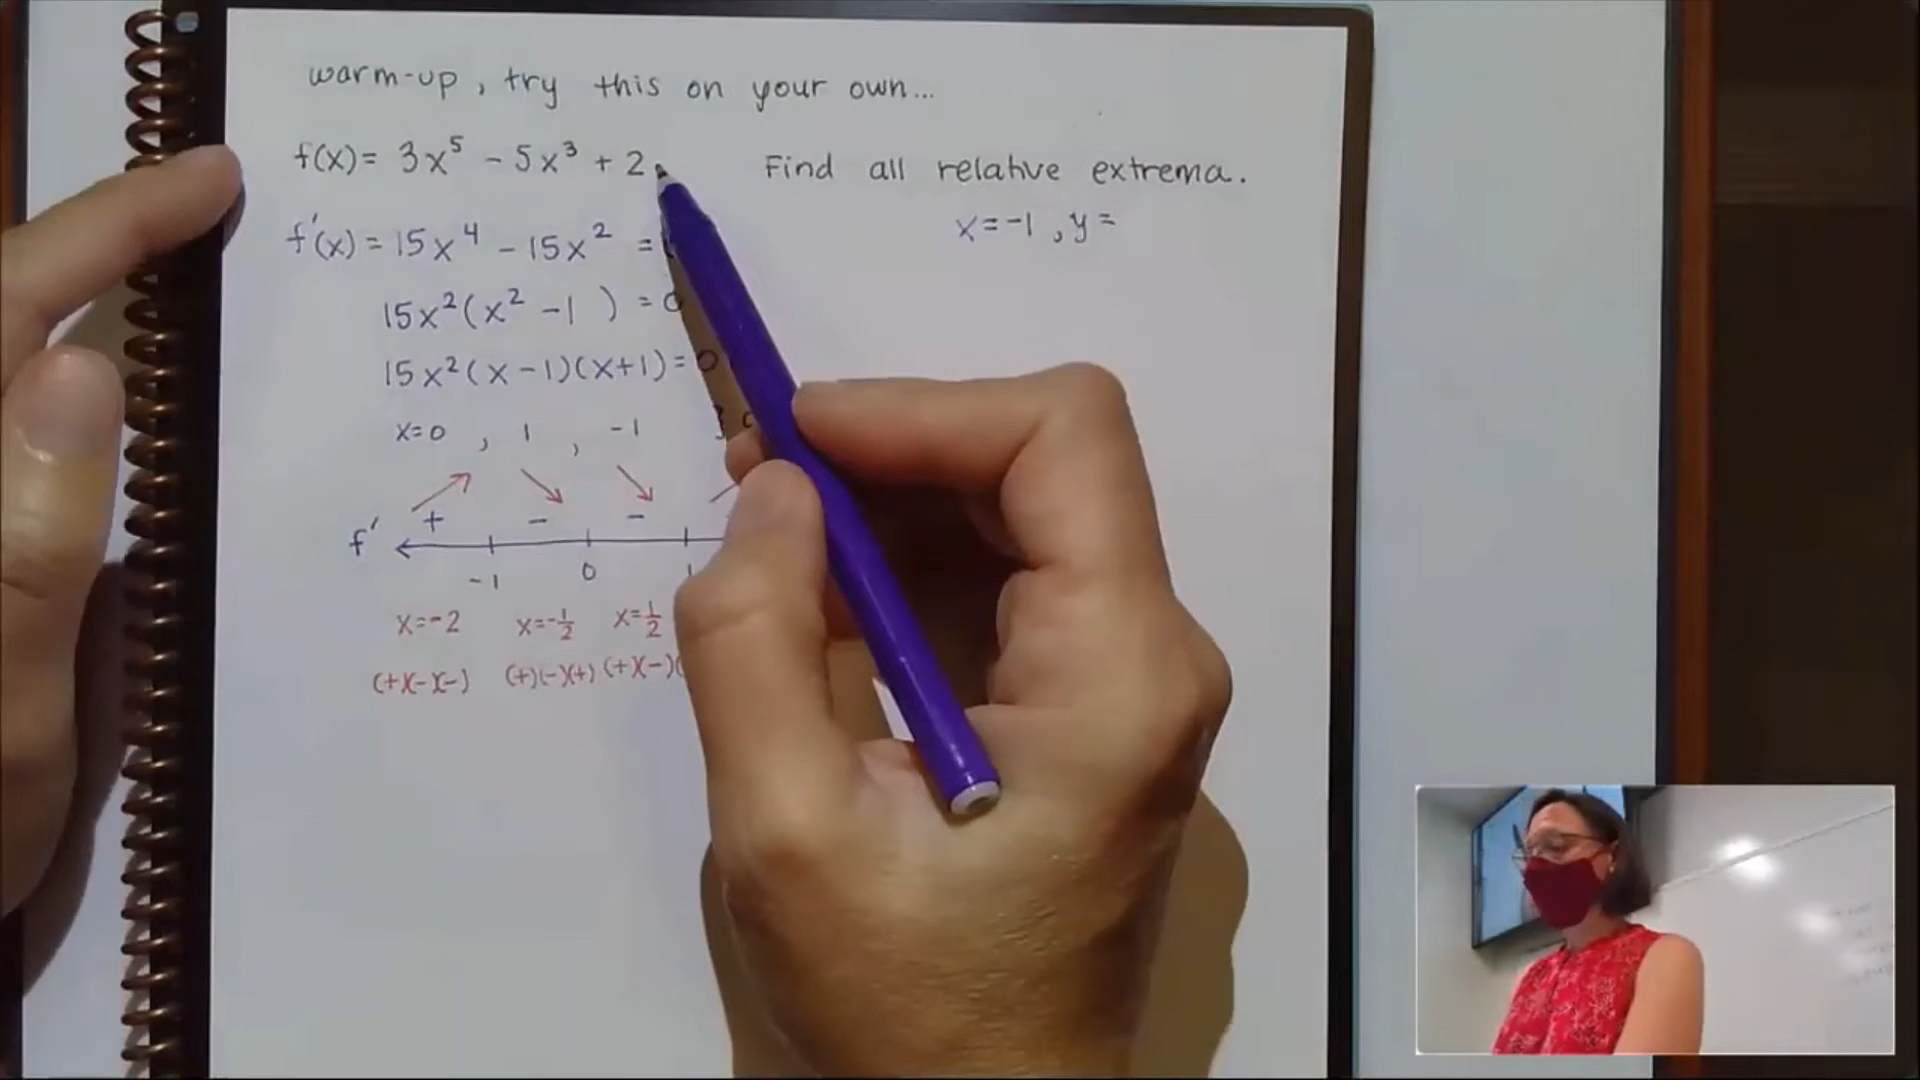 warm-up, try this on your own...
f(x)= 3x⁵ - 5x³ + 2
Find all relative extrema.
x=-1, y=
f'(x) = 15x⁴ - 15x² =
15x²(x² -1 ) = 0
15x²(x-1)(x+1)=0
x=0 , 1 , -1
+ - -
f'
-1 0 1
x=-2 x=-1/2 x=1/2
(+)(-)(-) (+)(-)(+) (+)(-)(